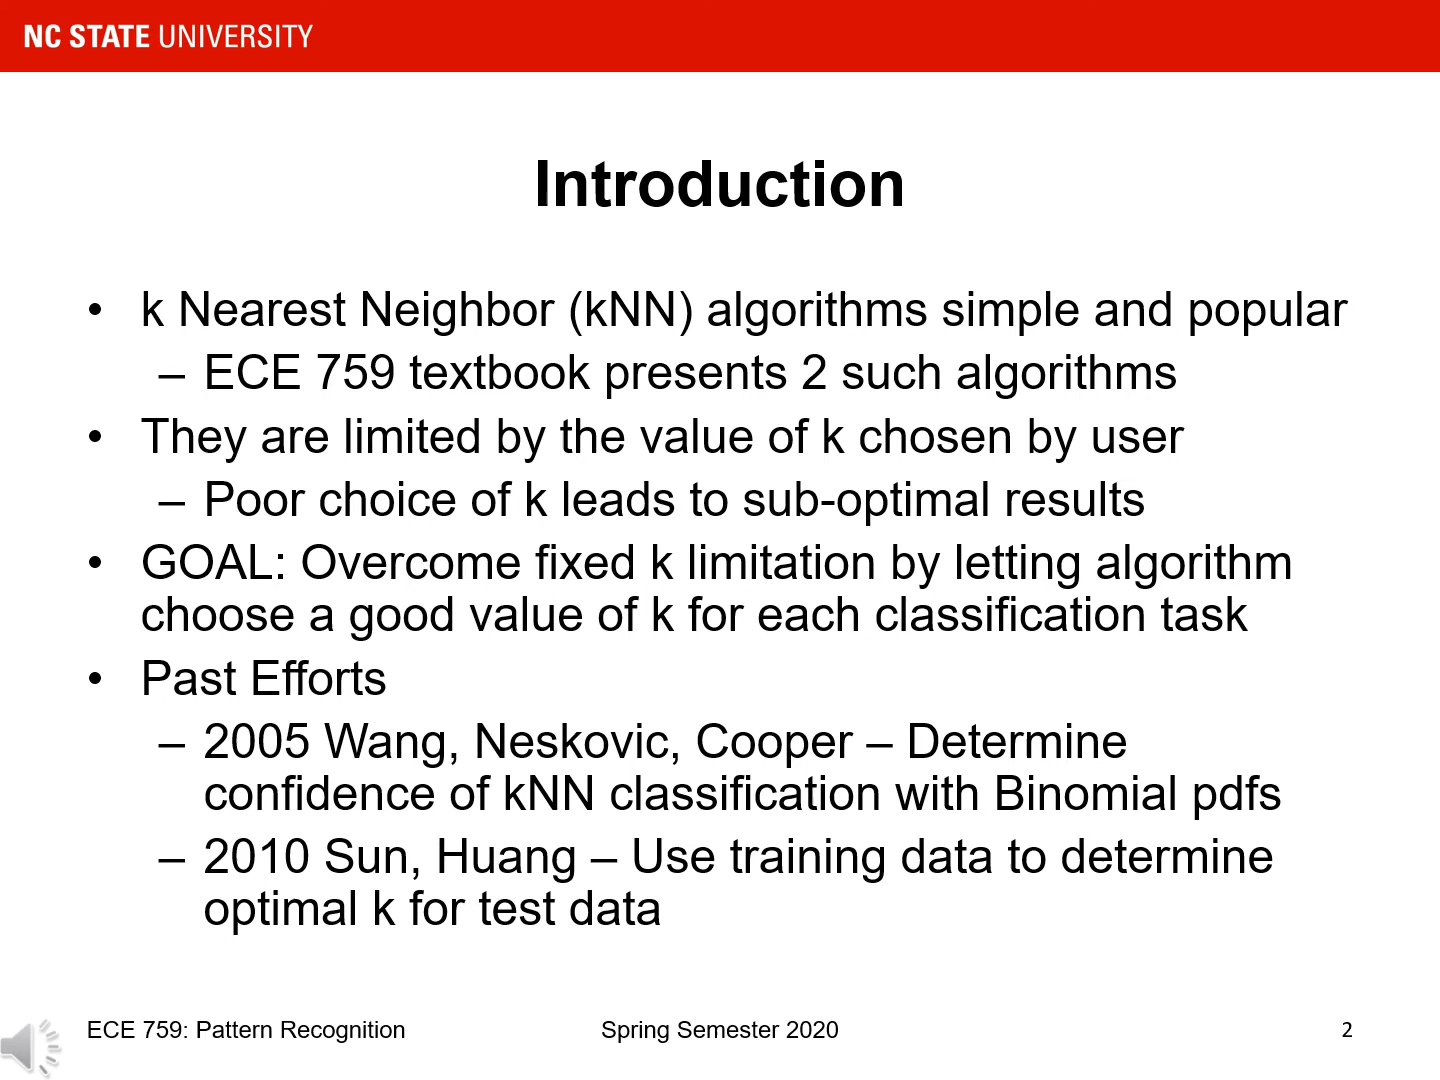 NC STATE UNIVERSITY
Introduction
• k Nearest Neighbor (kNN) algorithms simple and popular
– ECE 759 textbook presents 2 such algorithms
• They are limited by the value of k chosen by user
– Poor choice of k leads to sub-optimal results
• GOAL: Overcome fixed k limitation by letting algorithm
choose a good value of k for each classification task
• Past Efforts
– 2005 Wang, Neskovic, Cooper – Determine
confidence of kNN classification with Binomial pdfs
– 2010 Sun, Huang – Use training data to determine
optimal k for test data
ECE 759: Pattern Recognition Spring Semester 2020 2